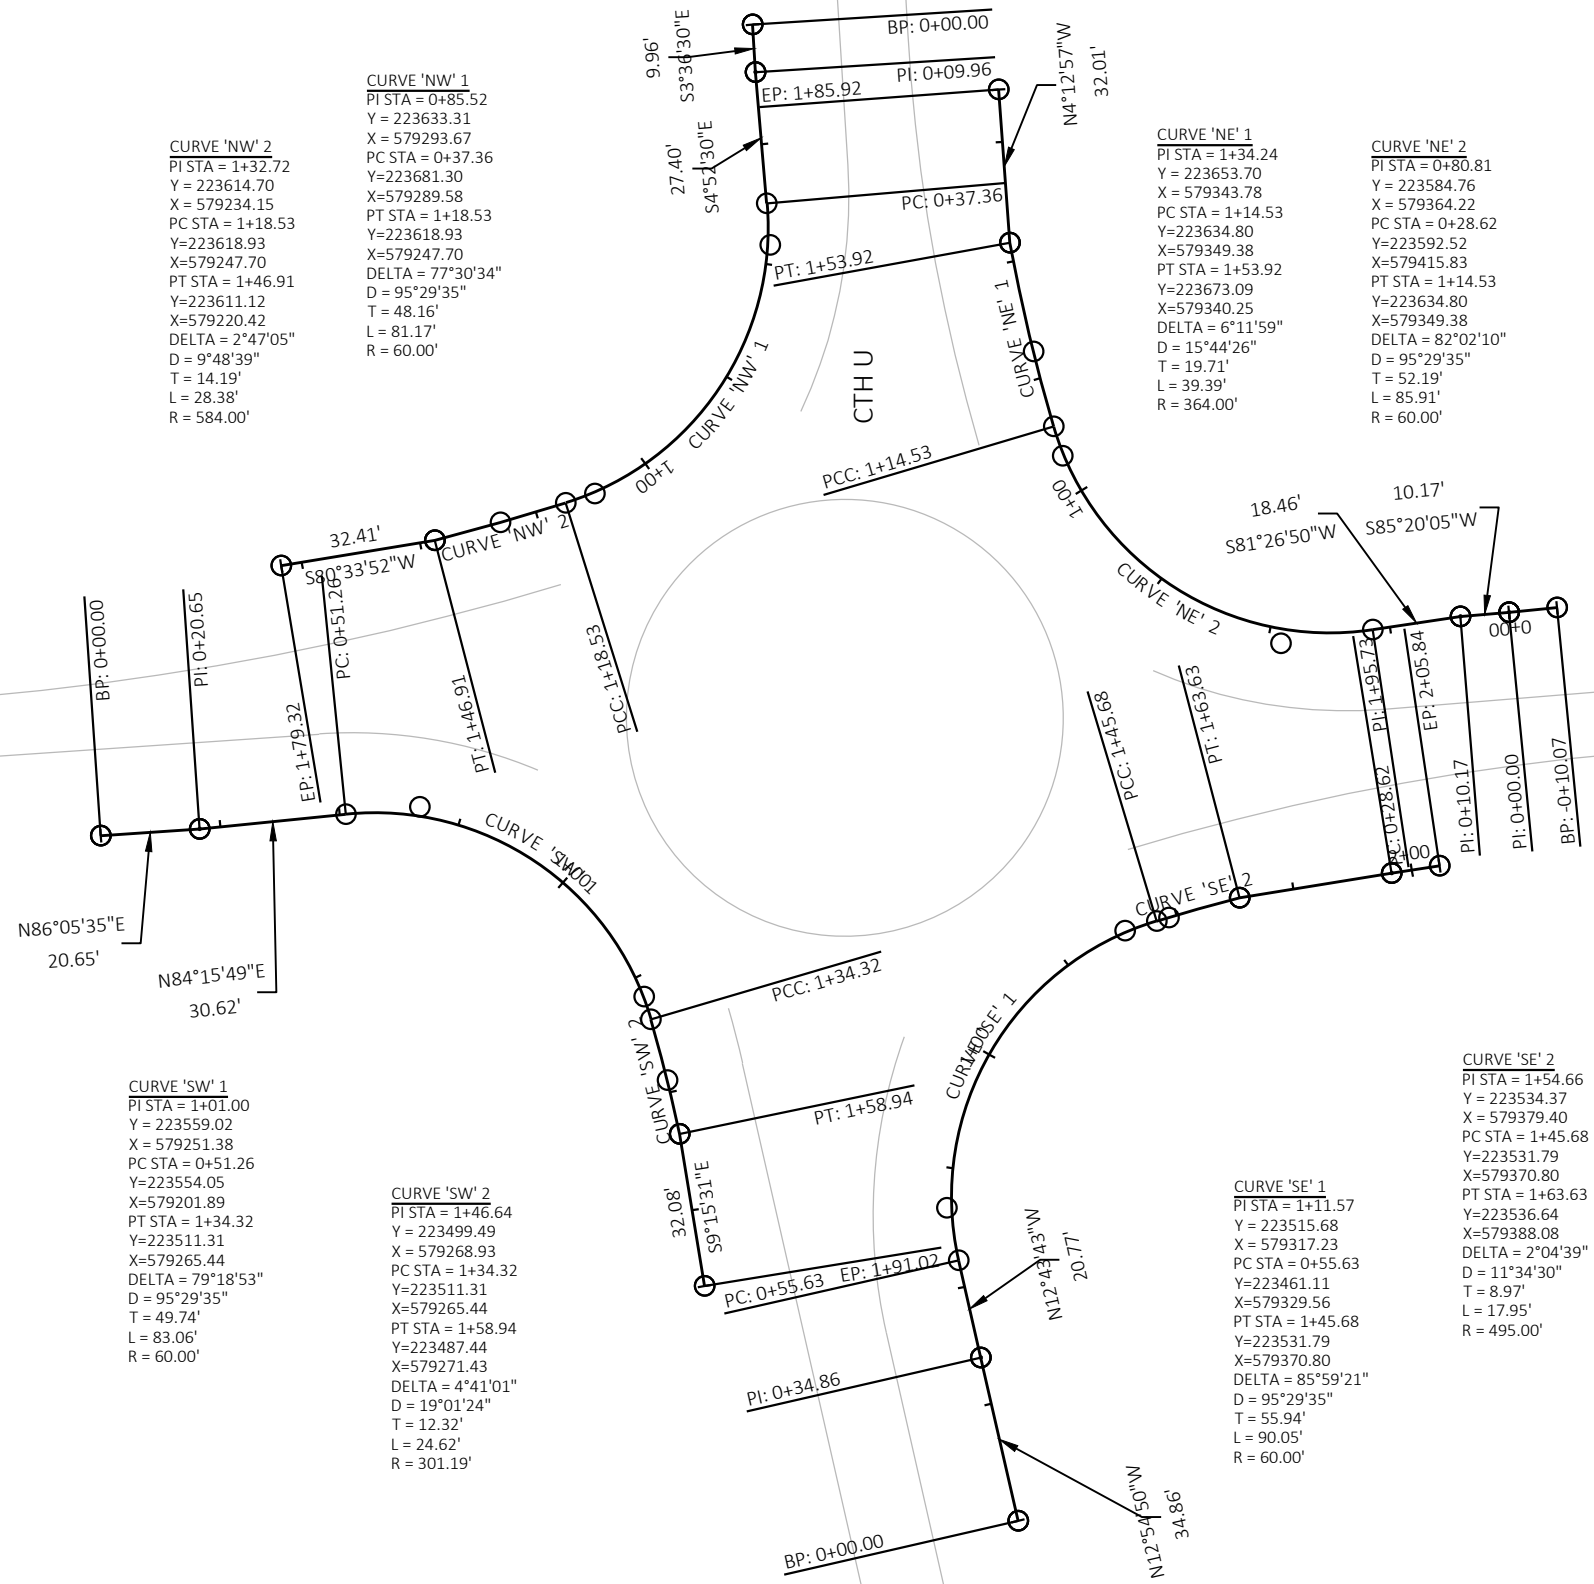 BP: 0+00.00
9.96'
S3°36'30"E
PI: 0+09.96
EP: 1+85.92
N4°12'57"W
32.01'
27.40'
S4°52'30"E
PC: 0+37.36
PT: 1+53.92
CURVE 'NW' 1
PI STA = 0+85.52
Y = 223633.31
X = 579293.67
PC STA = 0+37.36
Y=223681.30
X=579289.58
PT STA = 1+18.53
Y=223618.93
X=579247.70
DELTA = 77°30'34"
D = 95°29'35"
T = 48.16'
L = 81.17'
R = 60.00'
CURVE 'NW' 2
PI STA = 1+32.72
Y = 223614.70
X = 579234.15
PC STA = 1+18.53
Y=223618.93
X=579247.70
PT STA = 1+46.91
Y=223611.12
X=579220.42
DELTA = 2°47'05"
D = 9°48'39"
T = 14.19'
L = 28.38'
R = 584.00'
CURVE 'NE' 1
PI STA = 1+34.24
Y = 223653.70
X = 579343.78
PC STA = 1+14.53
Y=223634.80
X=579349.38
PT STA = 1+53.92
Y=223673.09
X=579340.25
DELTA = 6°11'59"
D = 15°44'26"
T = 19.71'
L = 39.39'
R = 364.00'
CURVE 'NE' 2
PI STA = 0+80.81
Y = 223584.76
X = 579364.22
PC STA = 0+28.62
Y=223592.52
X=579415.83
PT STA = 1+14.53
Y=223634.80
X=579349.38
DELTA = 82°02'10"
D = 95°29'35"
T = 52.19'
L = 85.91'
R = 60.00'
CURVE 'NE' 1
CURVE 'NW' 1
CTH U
1+00
PCC: 1+14.53
1+00
32.41'
S80°33'52"W
CURVE 'NW' 2
18.46'
S81°26'50"W
10.17'
S85°20'05"W
CURVE 'NE' 2
0+00
BP: 0+00.00
PI: 0+20.65
EP: 1+79.32
PC: 0+51.26
PT: 1+46.91
PCC: 1+18.53
PCC: 1+45.68
PT: 1+63.63
PI: 1+95.73
PC: 0+28.62
EP: 2+05.84
PI: 0+10.17
PI: 0+00.00
BP: -0+10.07
2+00
CURVE 'SW' 1
1+00
CURVE 'SE' 2
N86°05'35"E
20.65'
N84°15'49"E
30.62'
PCC: 1+34.32
CURVE 'SW' 2
CURVE 'SE' 1
1+00
PT: 1+58.94
32.08'
S9°15'31"E
EP: 1+91.02
PC: 0+55.63
N12°43'43"W
20.77'
PI: 0+34.86
N12°54'50"W
34.86'
BP: 0+00.00
CURVE 'SW' 1
PI STA = 1+01.00
Y = 223559.02
X = 579251.38
PC STA = 0+51.26
Y=223554.05
X=579201.89
PT STA = 1+34.32
Y=223511.31
X=579265.44
DELTA = 79°18'53"
D = 95°29'35"
T = 49.74'
L = 83.06'
R = 60.00'
CURVE 'SW' 2
PI STA = 1+46.64
Y = 223499.49
X = 579268.93
PC STA = 1+34.32
Y=223511.31
X=579265.44
PT STA = 1+58.94
Y=223487.44
X=579271.43
DELTA = 4°41'01"
D = 19°01'24"
T = 12.32'
L = 24.62'
R = 301.19'
CURVE 'SE' 1
PI STA = 1+11.57
Y = 223515.68
X = 579317.23
PC STA = 0+55.63
Y=223461.11
X=579329.56
PT STA = 1+45.68
Y=223531.79
X=579370.80
DELTA = 85°59'21"
D = 95°29'35"
T = 55.94'
L = 90.05'
R = 60.00'
CURVE 'SE' 2
PI STA = 1+54.66
Y = 223534.37
X = 579379.40
PC STA = 1+45.68
Y=223531.79
X=579370.80
PT STA = 1+63.63
Y=223536.64
X=579388.08
DELTA = 2°04'39"
D = 11°34'30"
T = 8.97'
L = 17.95'
R = 495.00'